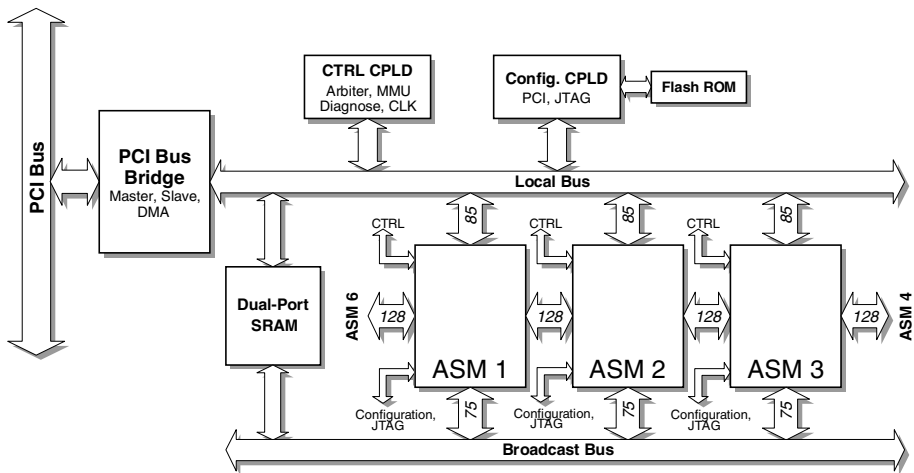 PCI Bus
PCI Bus
Bridge
Master, Slave,
DMA
CTRL CPLD
Arbiter, MMU
Diagnose, CLK
Config. CPLD
PCI, JTAG
Flash ROM
Local Bus
85
85
85
CTRL
CTRL
CTRL
Dual-Port
SRAM
ASM 6
128
128
128
128
ASM 4
ASM 1
ASM 2
ASM 3
Configuration,
JTAG
75
Configuration,
JTAG
75
Configuration,
JTAG
75
Broadcast Bus